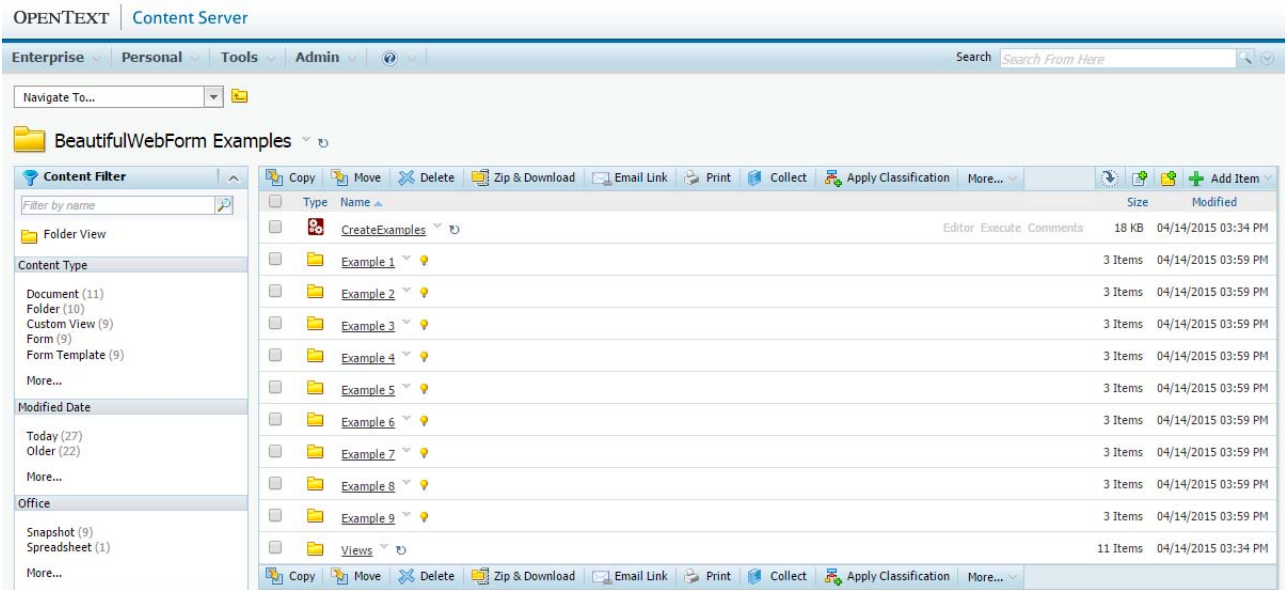 OPENTEXT | Content Server
Enterprise Personal Tools Admin Search Search From Here
Navigate To...
BeautifulWebForm Examples
Content Filter
Filter by name
Folder View
Content Type
Document (11)
Folder (10)
Custom View (9)
Form (9)
Form Template (9)
More...
Modified Date
Today (27)
Older (22)
More...
Office
Snapshot (9)
Spreadsheet (1)
More...
Copy Move Delete Zip & Download Email Link Print Collect Apply Classification More... Add Item
Type Name Size Modified
CreateExamples Editor Execute Comments 18 KB 04/14/2015 03:34 PM
Example 1 3 Items 04/14/2015 03:59 PM
Example 2 3 Items 04/14/2015 03:59 PM
Example 3 3 Items 04/14/2015 03:59 PM
Example 4 3 Items 04/14/2015 03:59 PM
Example 5 3 Items 04/14/2015 03:59 PM
Example 6 3 Items 04/14/2015 03:59 PM
Example 7 3 Items 04/14/2015 03:59 PM
Example 8 3 Items 04/14/2015 03:59 PM
Example 9 3 Items 04/14/2015 03:59 PM
Views 11 Items 04/14/2015 03:34 PM
Copy Move Delete Zip & Download Email Link Print Collect Apply Classification More...